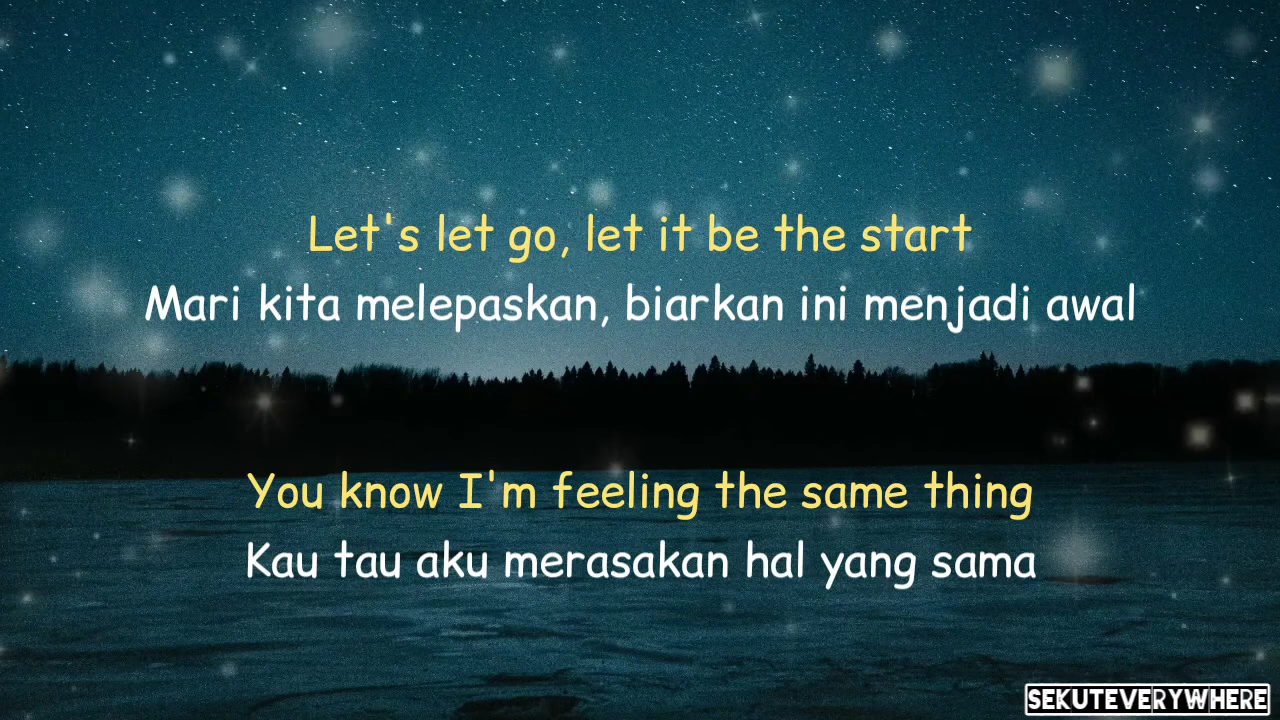 Let's let go, let it be the start
Mari kita melepaskan, biarkan ini menjadi awal
You know I'm feeling the same thing
Kau tau aku merasakan hal yang sama
SEKUTEVERYWHERE